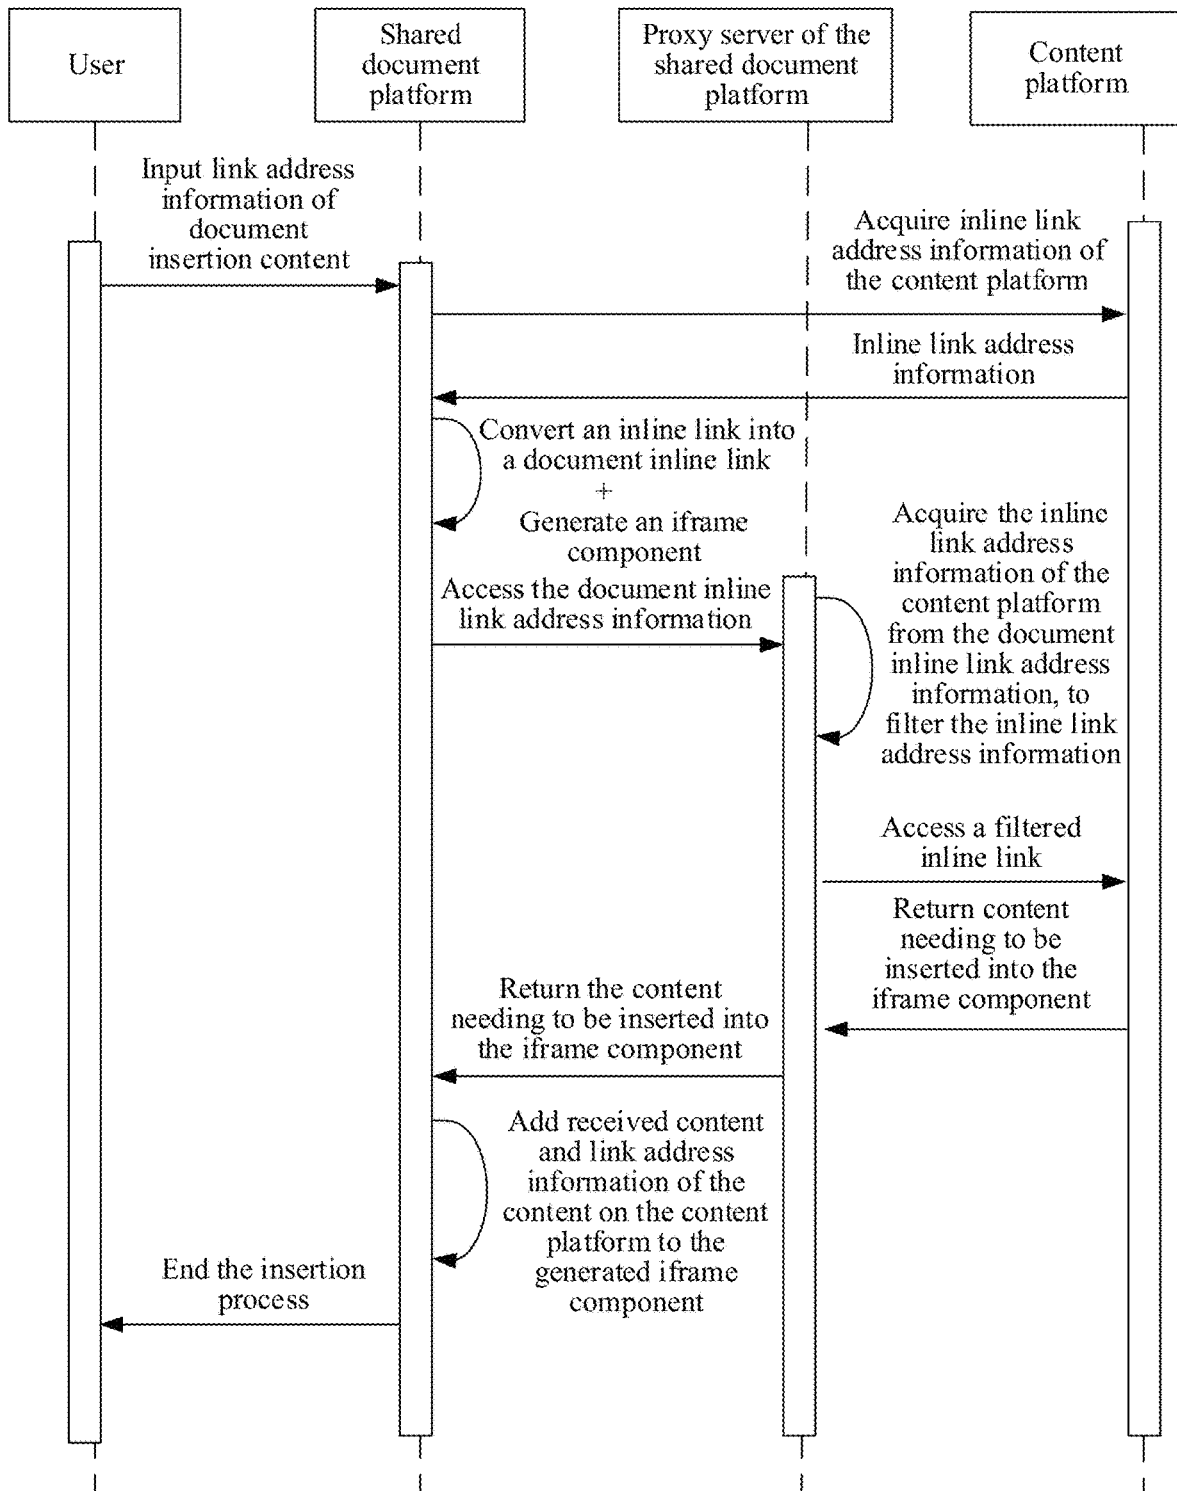 User
Shared
document
platform
Proxy server of the
shared document
platform
Content
platform
Input link address
information of
document
insertion content
Acquire inline link
address information of
the content platform
Inline link address
information
Convert an inline link into
a document inline link
+
Generate an iframe
component
Access the document inline
link address information
Acquire the inline
link address
information of the
content platform
from the document
inline link address
information, to
filter the inline link
address information
Access a filtered
inline link
Return content
needing to be
inserted into the
iframe component
Return the content
needing to be inserted into
the iframe component
Add received content
and link address
information of the
content on the content
platform to the
generated iframe
component
End the insertion
process